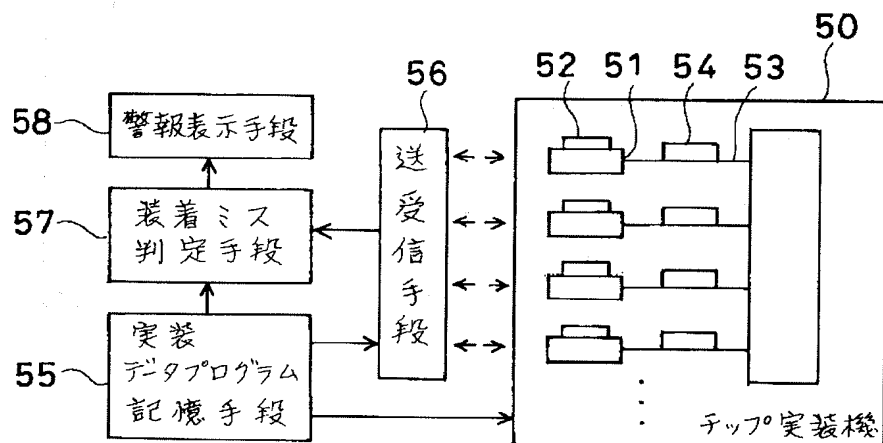 50
52
51
54
53
56
58
警報表示手段
送受信手段
57
装着ミス
判定手段
実装
データプログラム
記憶手段
55
チップ実装機